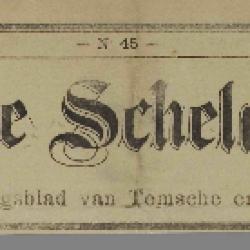 — N 45 —
e Schel
gsblad van Temsche en